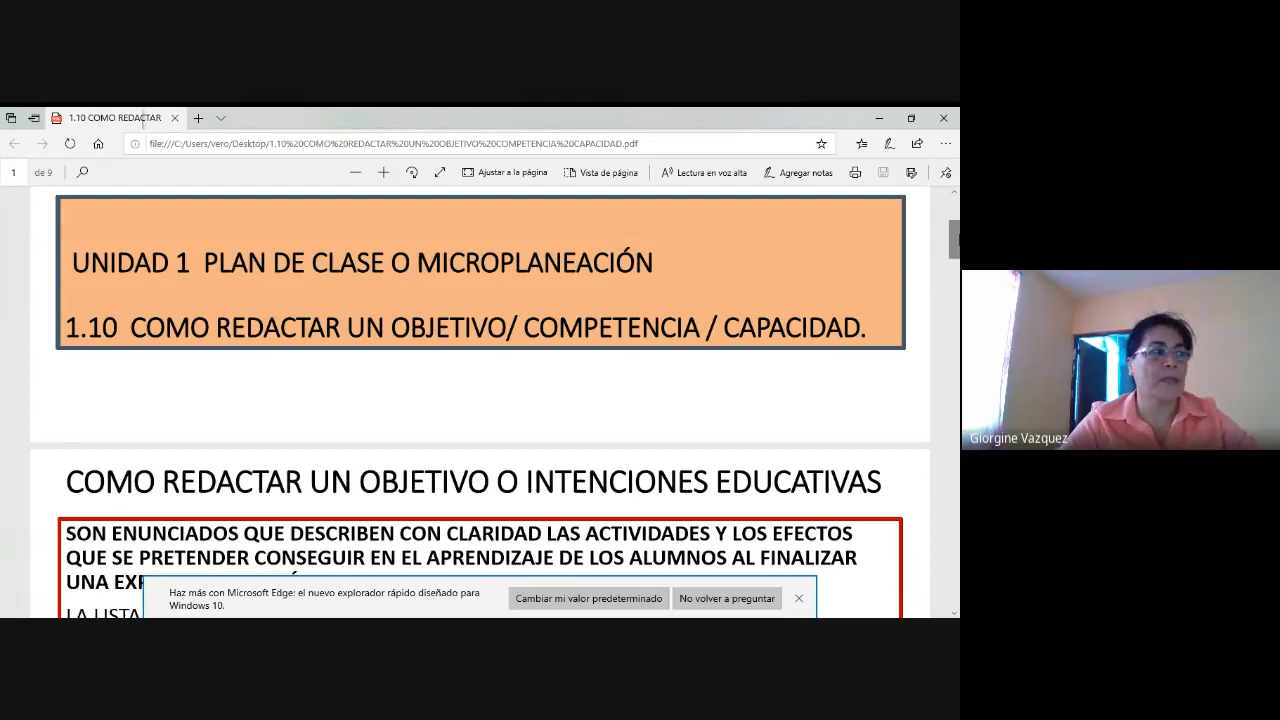 1.10 COMO REDACTAR
file:///C:/Users/vero/Desktop/1.10%20COMO%20REDACTAR%20UN%20OBJETIVO%20COMPETENCIA%20CAPACIDAD.pdf
1 de 9
Ajustar a la página
Vista de página
Lectura en voz alta
Agregar notas
UNIDAD 1 PLAN DE CLASE O MICROPLANEACIÓN
1.10 COMO REDACTAR UN OBJETIVO/ COMPETENCIA / CAPACIDAD.
COMO REDACTAR UN OBJETIVO O INTENCIONES EDUCATIVAS
SON ENUNCIADOS QUE DESCRIBEN CON CLARIDAD LAS ACTIVIDADES Y LOS EFECTOS
QUE SE PRETENDER CONSEGUIR EN EL APRENDIZAJE DE LOS ALUMNOS AL FINALIZAR
UNA
LA LISTA
Haz más con Microsoft Edge: el nuevo explorador rápido diseñado para
Windows 10.
Cambiar mi valor predeterminado
No volver a preguntar
Giorgine Vazquez